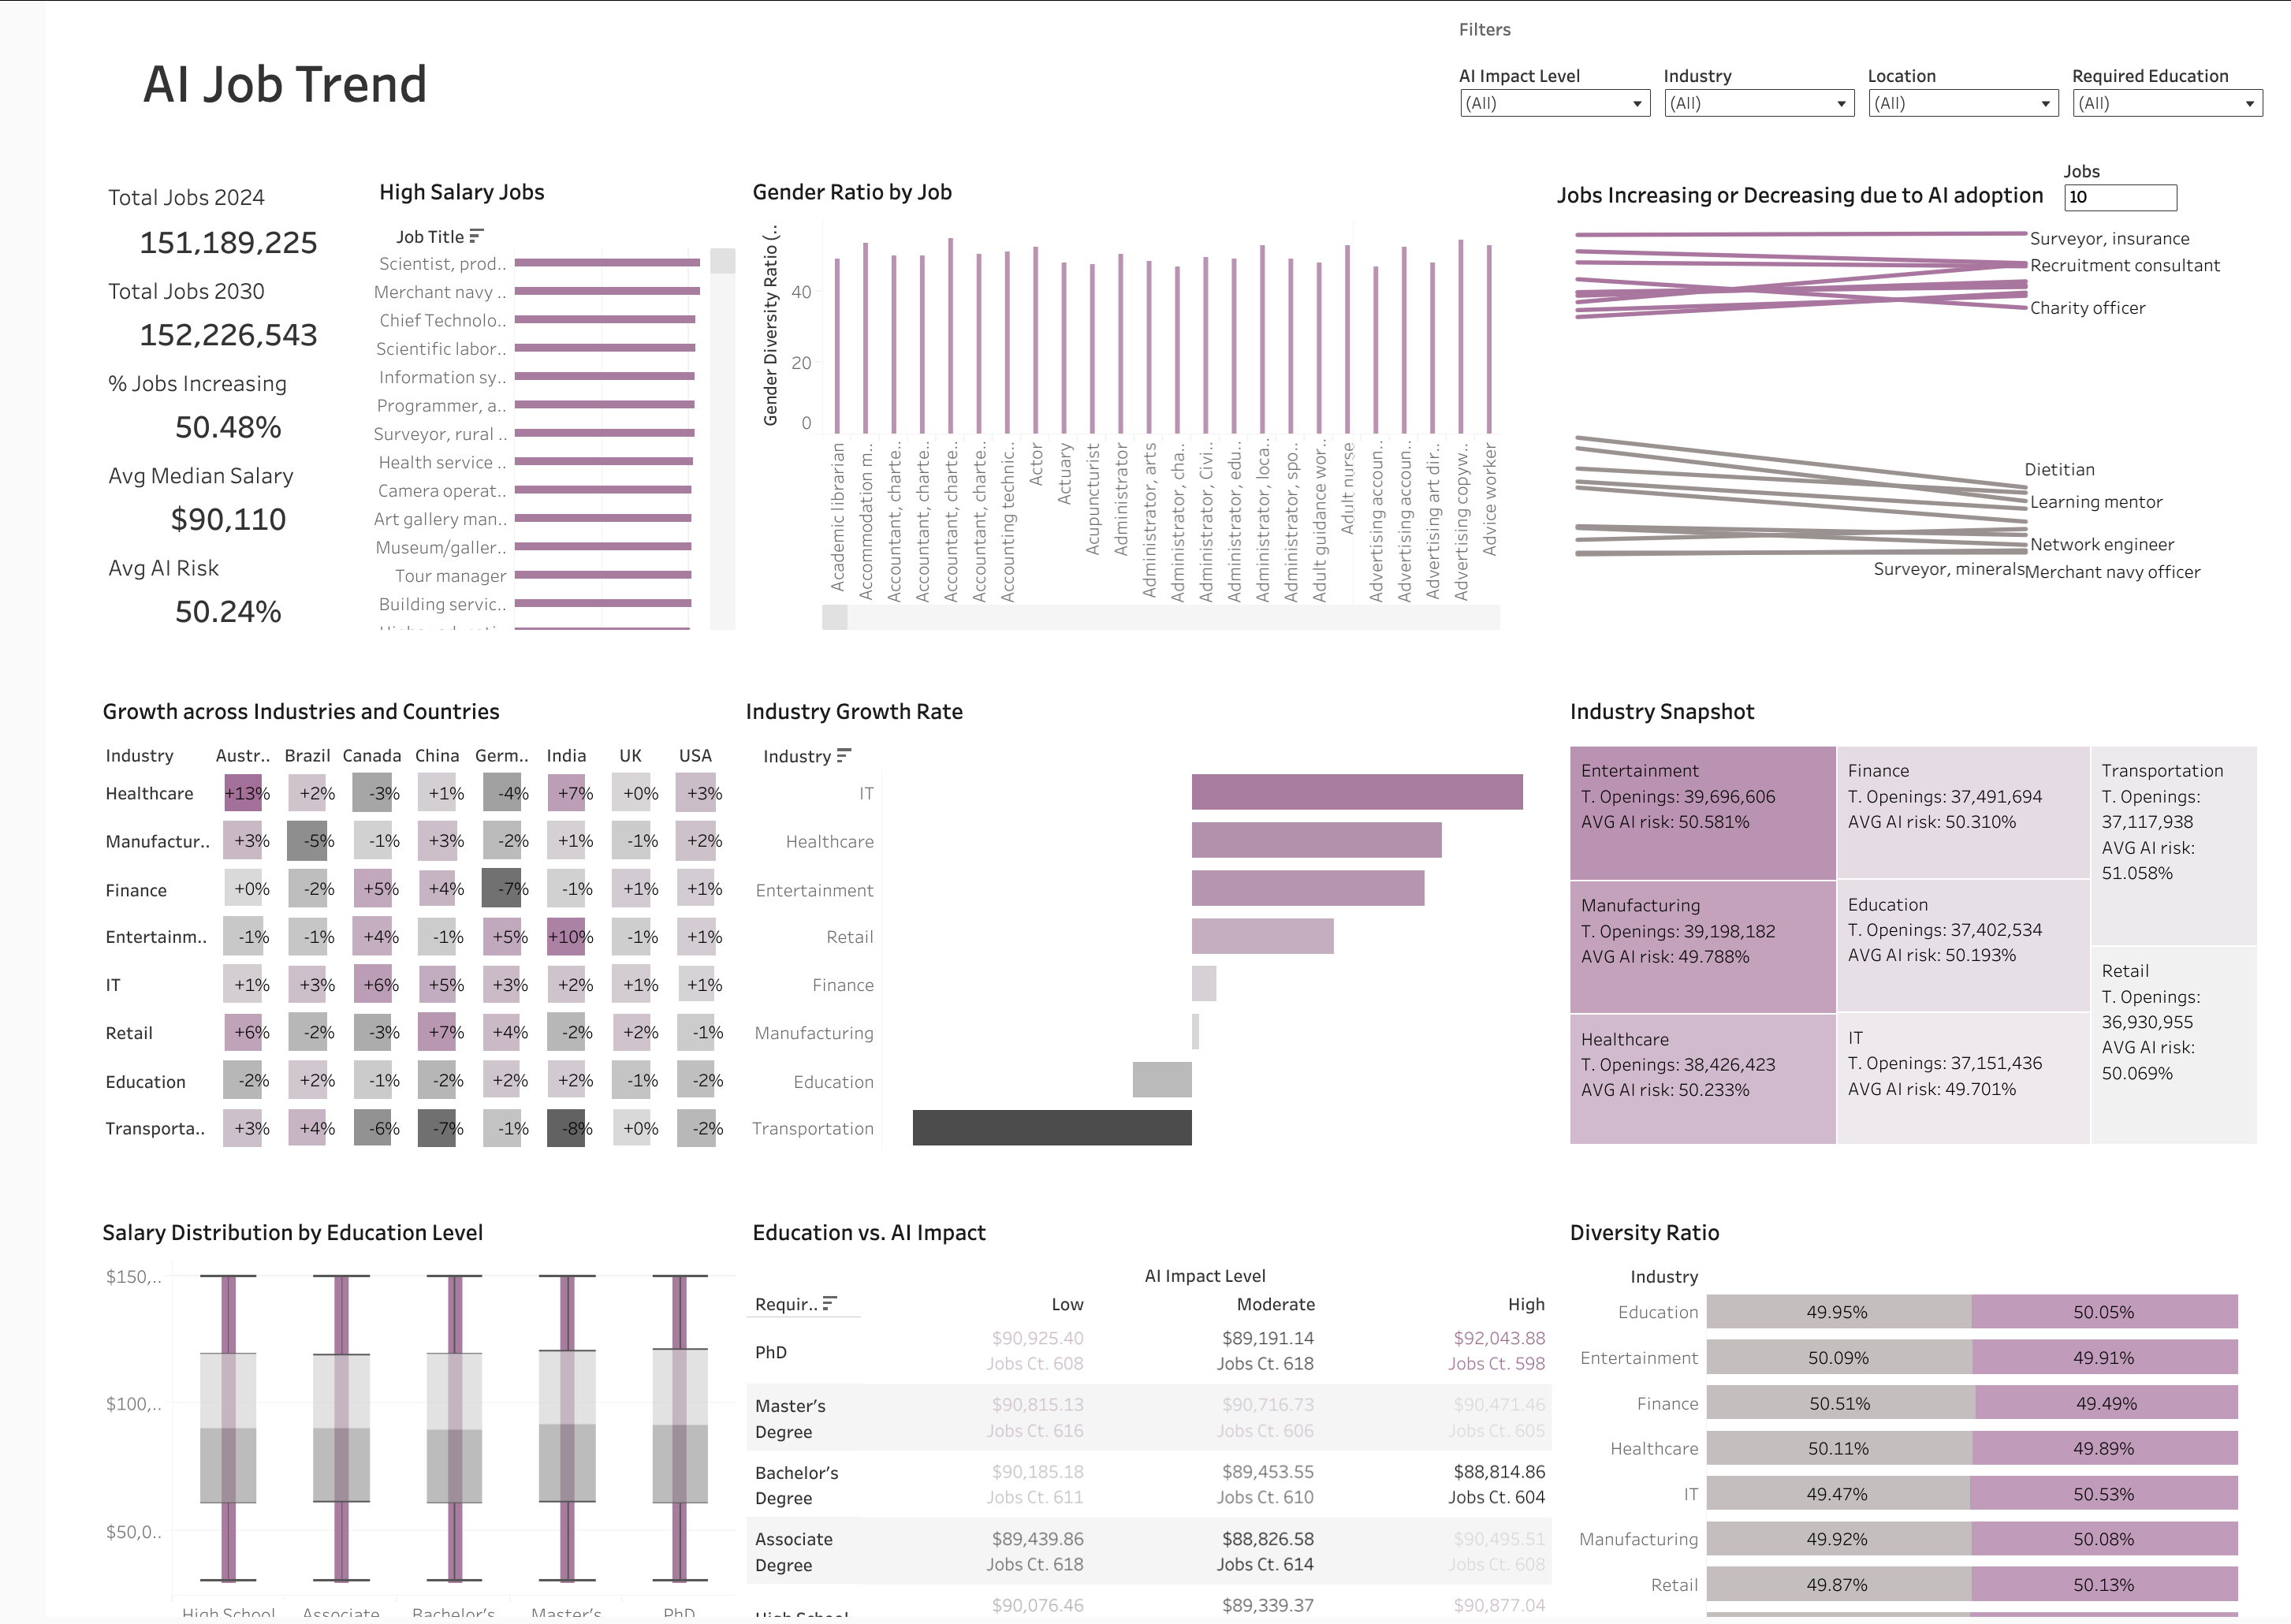 Filters
AI Job Trend
AI Impact Level
(All)
Industry
(All)
Location
(All)
Required Education
(All)
Total Jobs 2024
151,189,225
Total Jobs 2030
152,226,543
% Jobs Increasing
50.48%
Avg Median Salary
$90,110
Avg AI Risk
50.24%
High Salary Jobs
Job Title
Scientist, prod..
Merchant navy ..
Chief Technolo..
Scientific labor..
Information sy..
Programmer, a..
Surveyor, rural ..
Health service ..
Camera operat..
Art gallery man..
Museum/galler..
Tour manager
Building servic..
Gender Ratio by Job
Gender Diversity Ratio (..
40
20
0
Academic librarian
Accommodation m..
Accountant, charte..
Accountant, charte..
Accountant, charte..
Accountant, charte..
Accounting technic..
Actor
Actuary
Acupuncturist
Administrator
Administrator, arts
Administrator, cha..
Administrator, Civi..
Administrator, edu..
Administrator, loca..
Administrator, spo..
Adult guidance wor..
Adult nurse
Advertising accoun..
Advertising accoun..
Advertising art dir..
Advertising copyw..
Advice worker
Jobs Increasing or Decreasing due to AI adoption
Jobs
10
Surveyor, insurance
Recruitment consultant
Charity officer
Dietitian
Learning mentor
Network engineer
Surveyor, minerals
Merchant navy officer
Growth across Industries and Countries
Industry Austr.. Brazil Canada China Germ.. India UK USA
Healthcare +13% +2% -3% +1% -4% +7% +0% +3%
Manufactur.. +3% -5% -1% +3% -2% +1% -1% +2%
Finance +0% -2% +5% +4% -7% -1% +1% +1%
Entertainm.. -1% -1% +4% -1% +5% +10% -1% +1%
IT +1% +3% +6% +5% +3% +2% +1% +1%
Retail +6% -2% -3% +7% +4% -2% +2% -1%
Education -2% +2% -1% -2% +2% +2% -1% -2%
Transporta.. +3% +4% -6% -7% -1% -8% +0% -2%
Industry Growth Rate
Industry
IT
Healthcare
Entertainment
Retail
Finance
Manufacturing
Education
Transportation
Industry Snapshot
Entertainment
T. Openings: 39,696,606
AVG AI risk: 50.581%
Manufacturing
T. Openings: 39,198,182
AVG AI risk: 49.788%
Healthcare
T. Openings: 38,426,423
AVG AI risk: 50.233%
Finance
T. Openings: 37,491,694
AVG AI risk: 50.310%
Education
T. Openings: 37,402,534
AVG AI risk: 50.193%
IT
T. Openings: 37,151,436
AVG AI risk: 49.701%
Transportation
T. Openings:
37,117,938
AVG AI risk:
51.058%
Retail
T. Openings:
36,930,955
AVG AI risk:
50.069%
Salary Distribution by Education Level
$150,..
$100,..
$50,0..
High School Associate Bachelor's Master's PhD
Education vs. AI Impact
AI Impact Level
Requir.. Low Moderate High
PhD
$90,925.40 $89,191.14 $92,043.88
Jobs Ct. 608 Jobs Ct. 618 Jobs Ct. 598
Master's
Degree
$90,815.13 $90,716.73 $90,471.46
Jobs Ct. 616 Jobs Ct. 606 Jobs Ct. 605
Bachelor's
Degree
$90,185.18 $89,453.55 $88,814.86
Jobs Ct. 611 Jobs Ct. 610 Jobs Ct. 604
Associate
Degree
$89,439.86 $88,826.58 $90,495.51
Jobs Ct. 618 Jobs Ct. 614 Jobs Ct. 608
High School
$90,076.46 $89,339.37 $90,877.04
Diversity Ratio
Industry
Education 49.95% 50.05%
Entertainment 50.09% 49.91%
Finance 50.51% 49.49%
Healthcare 50.11% 49.89%
IT 49.47% 50.53%
Manufacturing 49.92% 50.08%
Retail 49.87% 50.13%